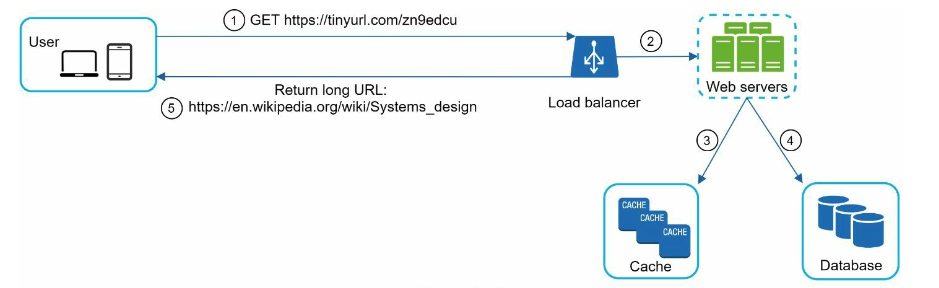 1 GET https://tinyurl.com/zn9edcu
User
2
Return long URL:
5 https://en.wikipedia.org/wiki/Systems_design
Load balancer
Web servers
3
4
CACHE
CACHE
CACHE
Cache
Database